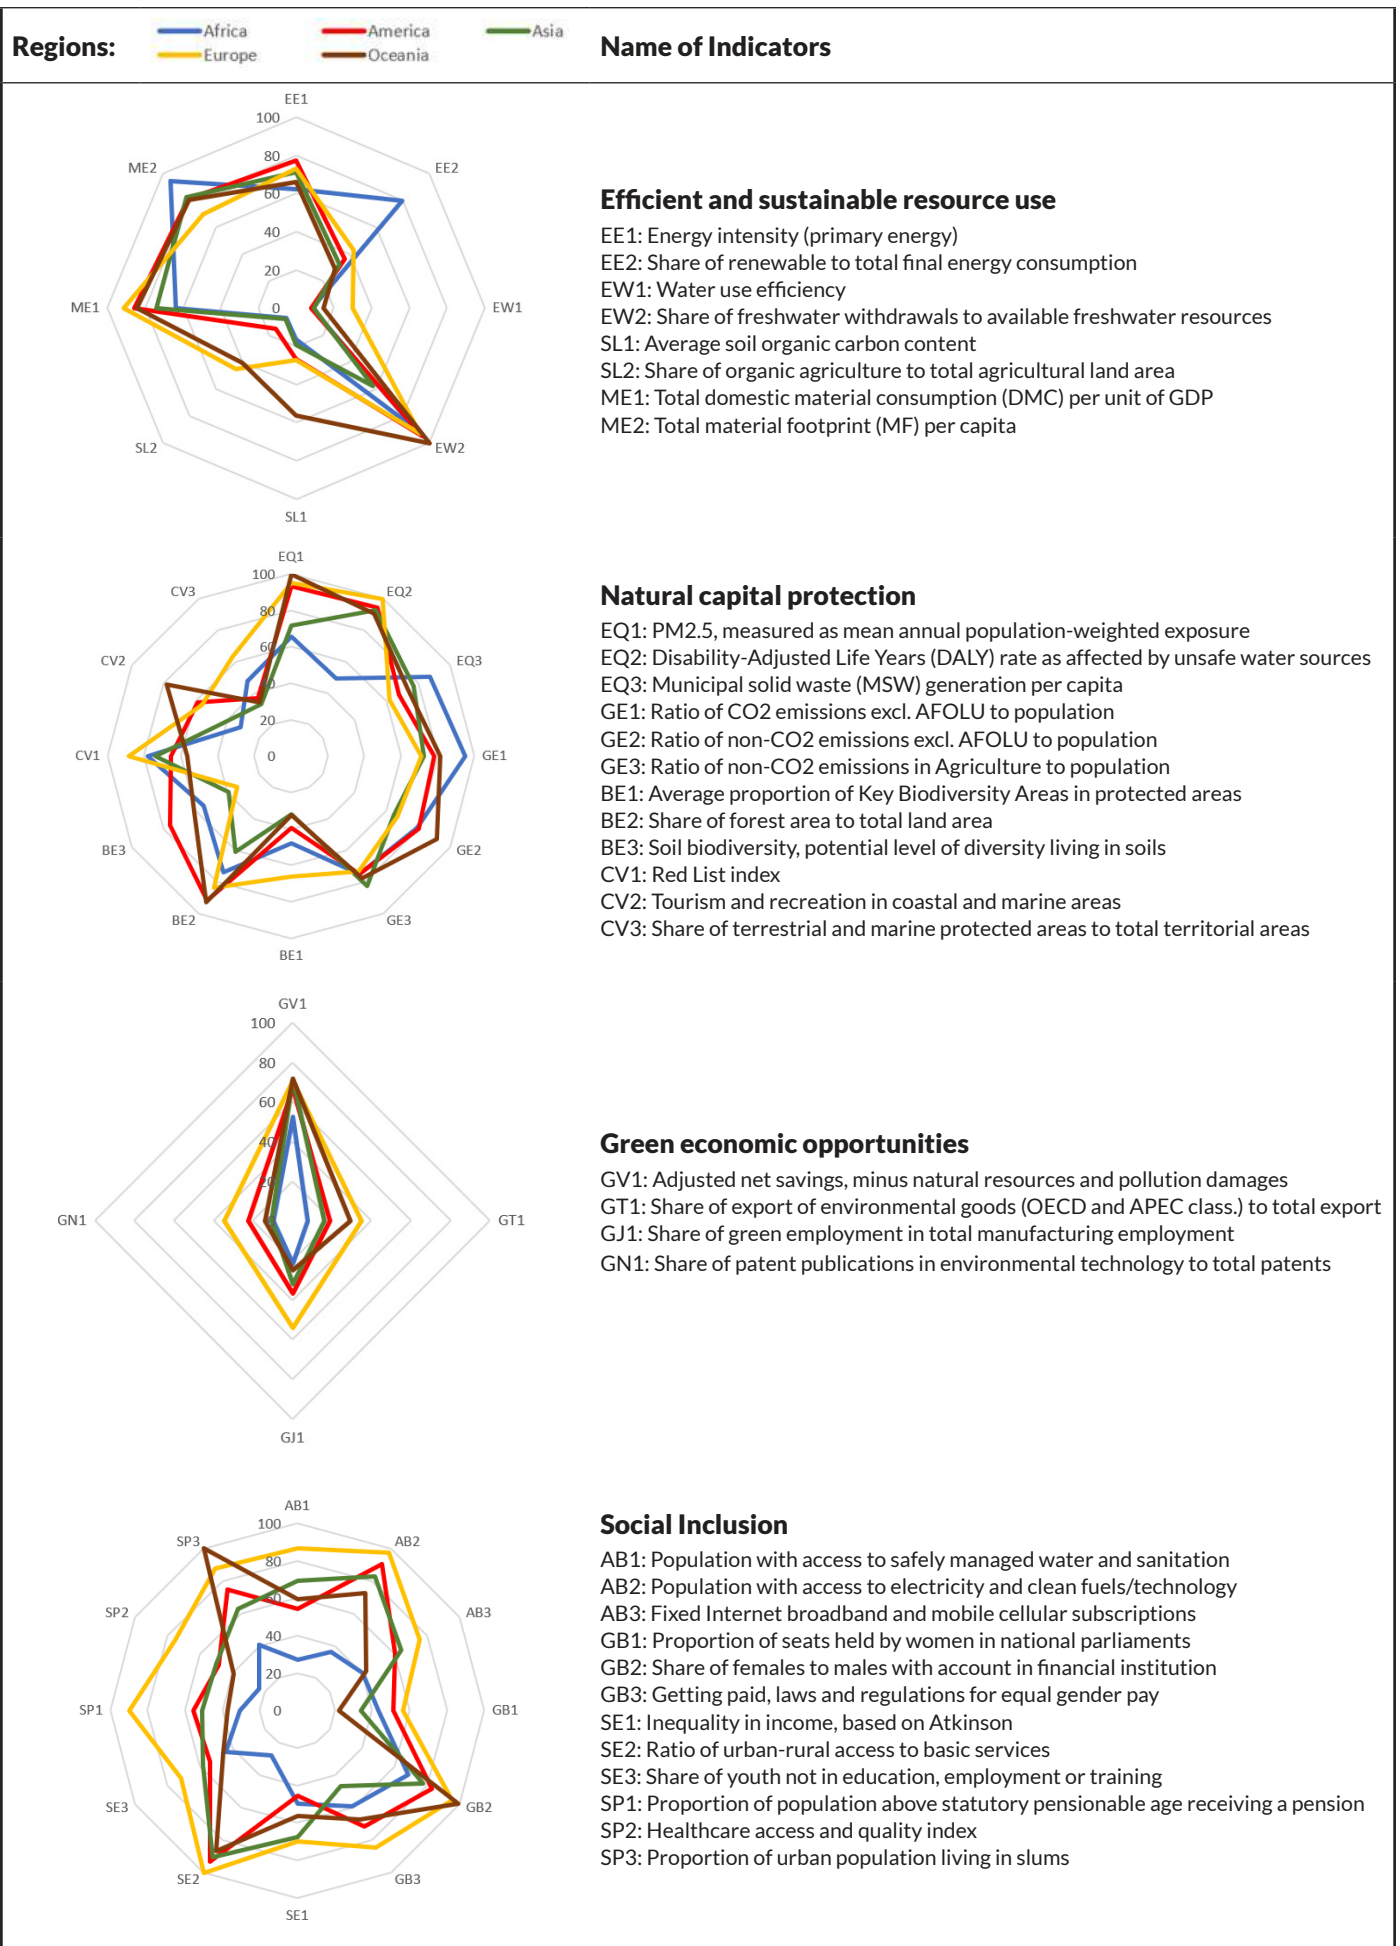 Regions:
Africa
America
Asia
Europe
Oceania
Name of Indicators
EE1
100
80
60
40
20
0
ME2
EE2
ME1
EW1
SL2
EW2
SL1
Efficient and sustainable resource use
EE1: Energy intensity (primary energy)
EE2: Share of renewable to total final energy consumption
EW1: Water use efficiency
EW2: Share of freshwater withdrawals to available freshwater resources
SL1: Average soil organic carbon content
SL2: Share of organic agriculture to total agricultural land area
ME1: Total domestic material consumption (DMC) per unit of GDP
ME2: Total material footprint (MF) per capita
EQ1
100
80
60
40
20
0
CV3
EQ2
CV2
EQ3
CV1
GE1
BE3
GE2
BE2
GE3
BE1
Natural capital protection
EQ1: PM2.5, measured as mean annual population-weighted exposure
EQ2: Disability-Adjusted Life Years (DALY) rate as affected by unsafe water sources
EQ3: Municipal solid waste (MSW) generation per capita
GE1: Ratio of CO2 emissions excl. AFOLU to population
GE2: Ratio of non-CO2 emissions excl. AFOLU to population
GE3: Ratio of non-CO2 emissions in Agriculture to population
BE1: Average proportion of Key Biodiversity Areas in protected areas
BE2: Share of forest area to total land area
BE3: Soil biodiversity, potential level of diversity living in soils
CV1: Red List index
CV2: Tourism and recreation in coastal and marine areas
CV3: Share of terrestrial and marine protected areas to total territorial areas
GV1
100
80
60
40
20
GN1
GT1
GJ1
Green economic opportunities
GV1: Adjusted net savings, minus natural resources and pollution damages
GT1: Share of export of environmental goods (OECD and APEC class.) to total export
GJ1: Share of green employment in total manufacturing employment
GN1: Share of patent publications in environmental technology to total patents
AB1
100
80
60
40
20
0
SP3
AB2
SP2
AB3
SP1
GB1
SE3
GB2
SE2
GB3
SE1
Social Inclusion
AB1: Population with access to safely managed water and sanitation
AB2: Population with access to electricity and clean fuels/technology
AB3: Fixed Internet broadband and mobile cellular subscriptions
GB1: Proportion of seats held by women in national parliaments
GB2: Share of females to males with account in financial institution
GB3: Getting paid, laws and regulations for equal gender pay
SE1: Inequality in income, based on Atkinson
SE2: Ratio of urban-rural access to basic services
SE3: Share of youth not in education, employment or training
SP1: Proportion of population above statutory pensionable age receiving a pension
SP2: Healthcare access and quality index
SP3: Proportion of urban population living in slums